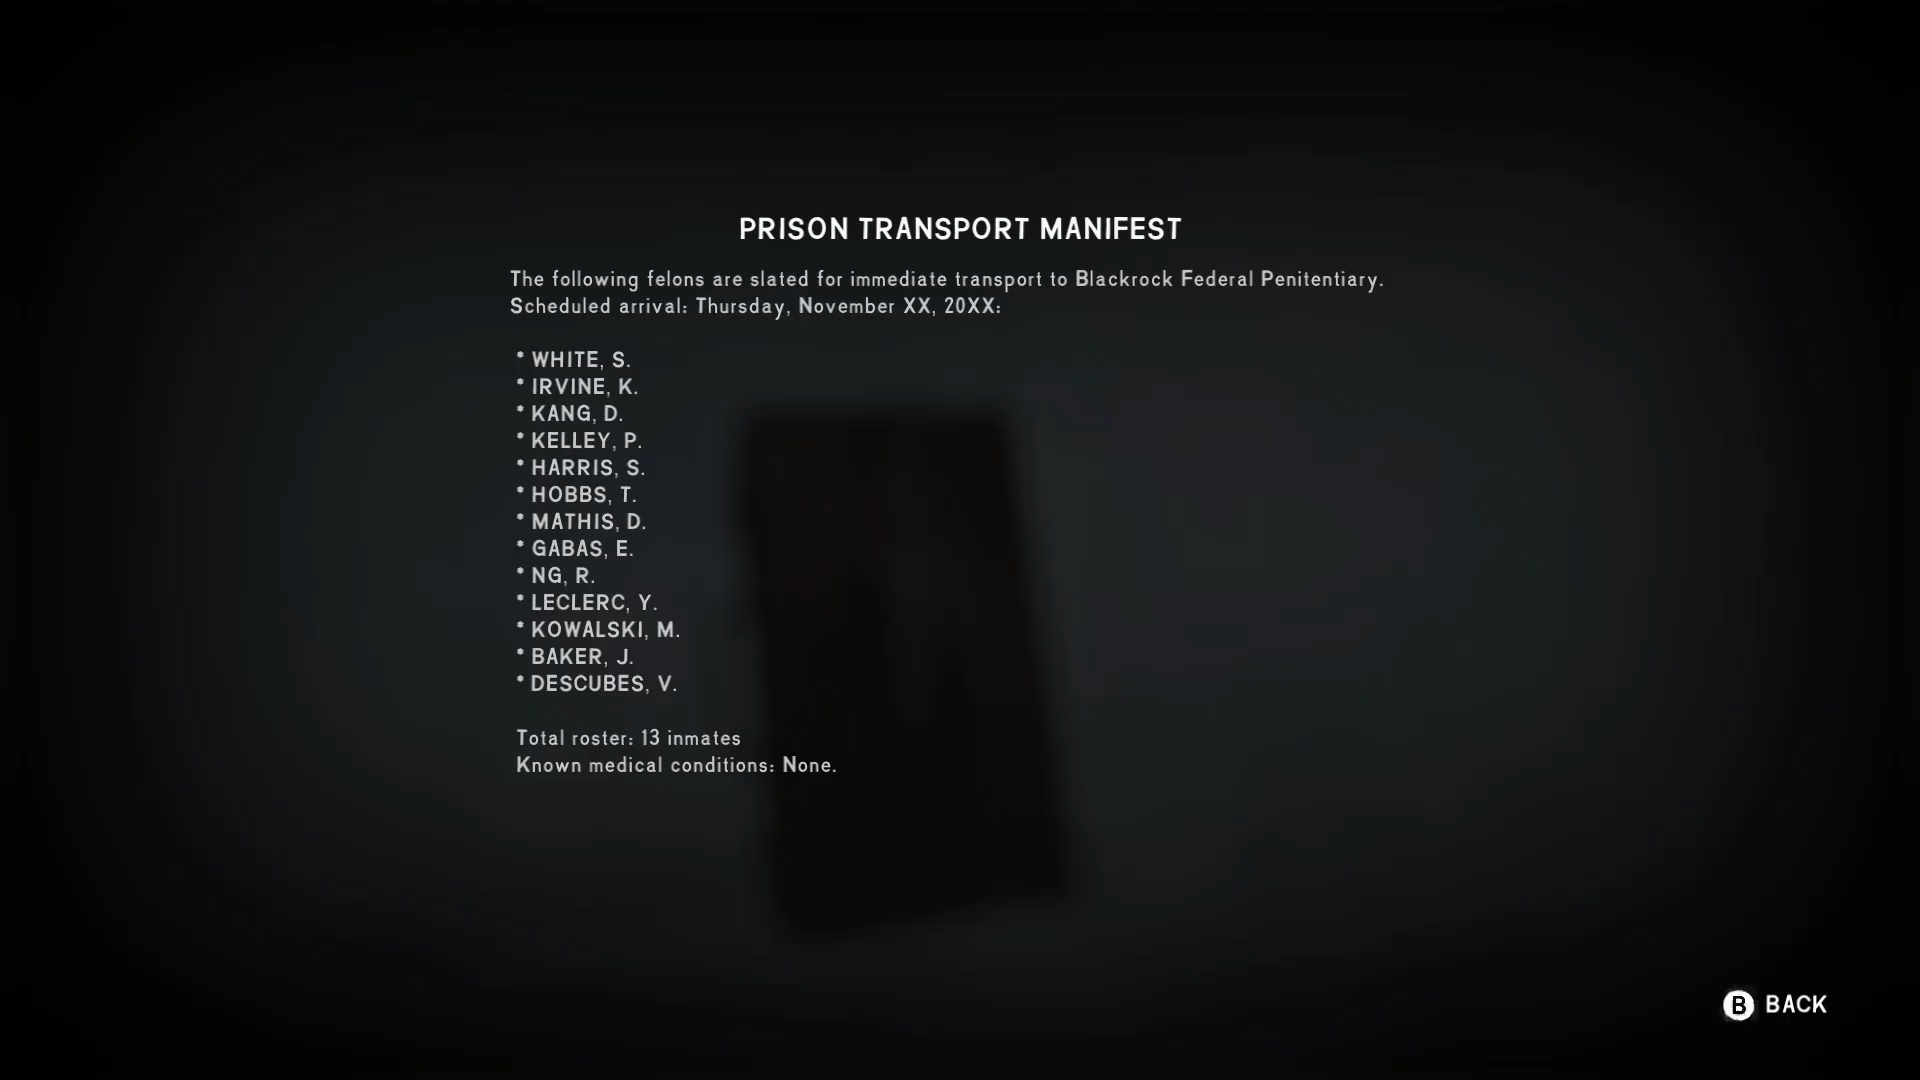 PRISON TRANSPORT MANIFEST
The following felons are slated for immediate transport to Blackrock Federal Penitentiary.
Scheduled arrival: Thursday, November XX, 20XX:
* WHITE, S.
* IRVINE, K.
* KANG, D.
* KELLEY, P.
* HARRIS, S.
* HOBBS, T.
* MATHIS, D.
* GABAS, E.
* NG, R.
* LECLERC, Y.
* KOWALSKI, M.
* BAKER, J.
* DESCUBES, V.
Total roster: 13 inmates
Known medical conditions: None.
B BACK